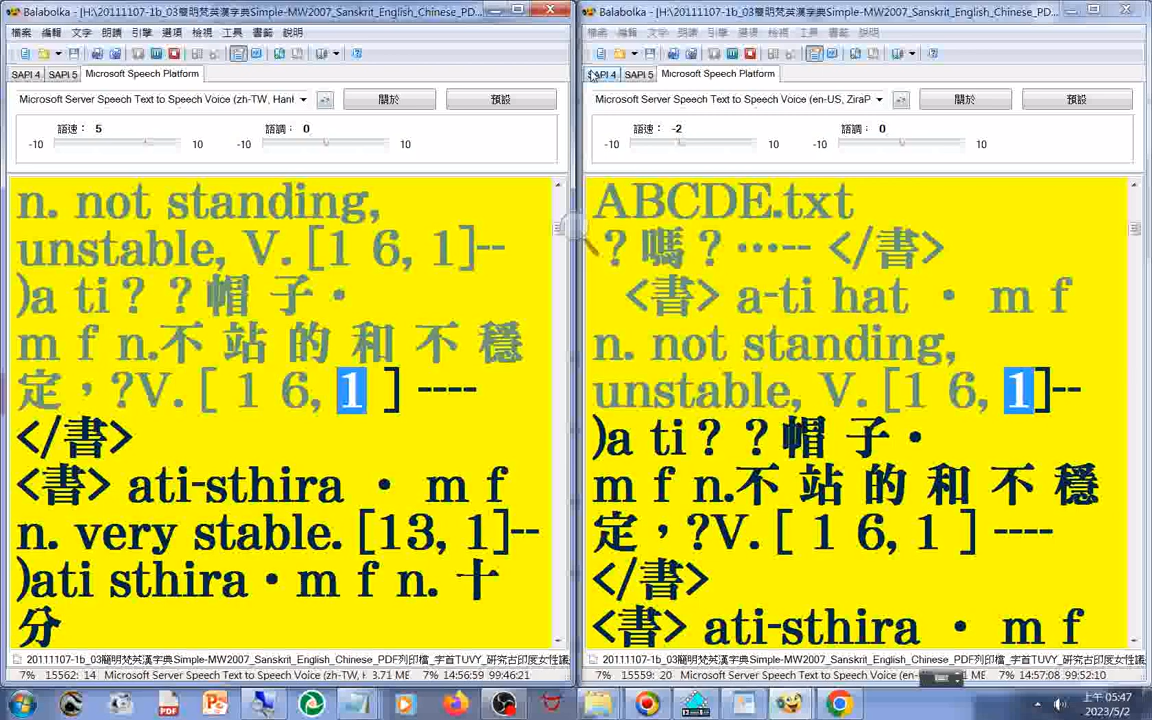 Balabolka - [H:\20111107-1b_03簡明梵英漢字典Simple-MW2007_Sanskrit_English_Chinese_PD...
檔案 編輯 文字 朗讀 引擎 選項 檢視 工具 書籤 說明
SAPI 4 SAPI 5 Microsoft Speech Platform
Microsoft Server Speech Text to Speech Voice (zh-TW, Hanl
關於 預設
語速： 5 語調： 0
-10 10 -10 10
n. not standing,
unstable, V. [1 6, 1]--
)a ti？？帽 子·
m f n.不 站 的 和 不 穩
定，?V. [ 1 6, 1 ] ----
</書>
<書> ati-sthira · m f
n. very stable. [13, 1]--
)ati sthira·m f n. 十
分
20111107-1b_03簡明梵英漢字典Simple-MW2007_Sanskrit_English_Chinese_PDF列印檔_字首TUVY_研究古印度女性議
7% 15562: 14 Microsoft Server Speech Text to Speech Voice (zh-TW, H 3.71 ME 7% 14:56:59 99:46:21
Balabolka - [H:\20111107-1b_03簡明梵英漢字典Simple-MW2007_Sanskrit_English_Chinese_PD...
檔案 編輯 文字 朗讀 引擎 選項 檢視 工具 書籤 說明
SAPI 4 SAPI 5 Microsoft Speech Platform
Microsoft Server Speech Text to Speech Voice (en-US, ZiraP
關於 預設
語速： -2 語調： 0
-10 10 -10 10
ABCDE.txt
？嗎？…-- </書>
<書> a-ti hat · m f
n. not standing,
unstable, V. [1 6, 1]--
)a ti？？帽 子·
m f n.不 站 的 和 不 穩
定，?V. [ 1 6, 1 ] ----
</書>
<書> ati-sthira · m f
20111107-1b_03簡明梵英漢字典Simple-MW2007_Sanskrit_English_Chinese_PDF列印檔_字首TUVY_研究古印度女性議
7% 15559: 20 Microsoft Server Speech Text to Speech Voice (en- 7% 14:57:08 99:52:10
上午 05:47
2023/5/2